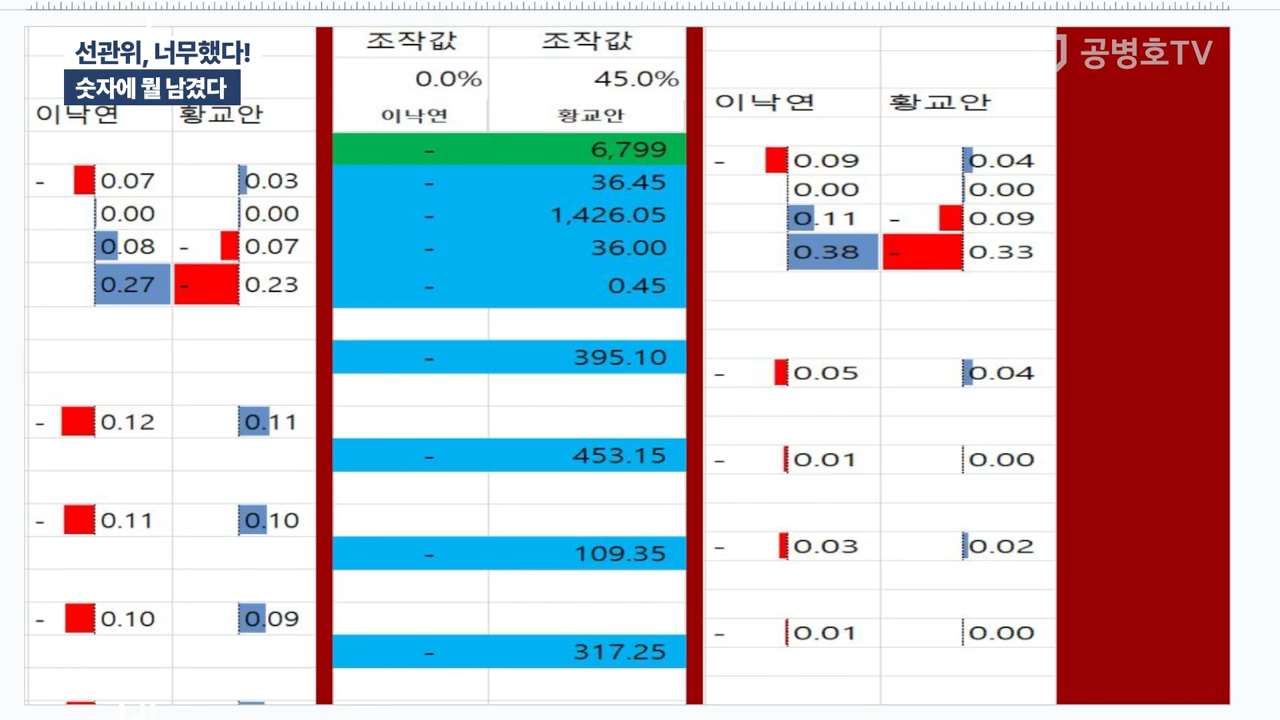 선관위, 너무했다!
숫자에 뭘 남겼다
공병호TV
조작값 조작값
0.0% 45.0%
이낙연 황교안 이낙연 황교안 이낙연 황교안
- 6,799
- 0.07 0.03 - 36.45 - 0.09 0.04
0.00 0.00 - 1,426.05 0.00 0.00
0.08 - 0.07 - 36.00 0.11 - 0.09
0.27 - 0.23 - 0.45 0.38 - 0.33
- 395.10 - 0.05 0.04
- 0.12 0.11
- 453.15 - 0.01 0.00
- 0.11 0.10
- 109.35 - 0.03 0.02
- 0.10 0.09
- 317.25 - 0.01 0.00